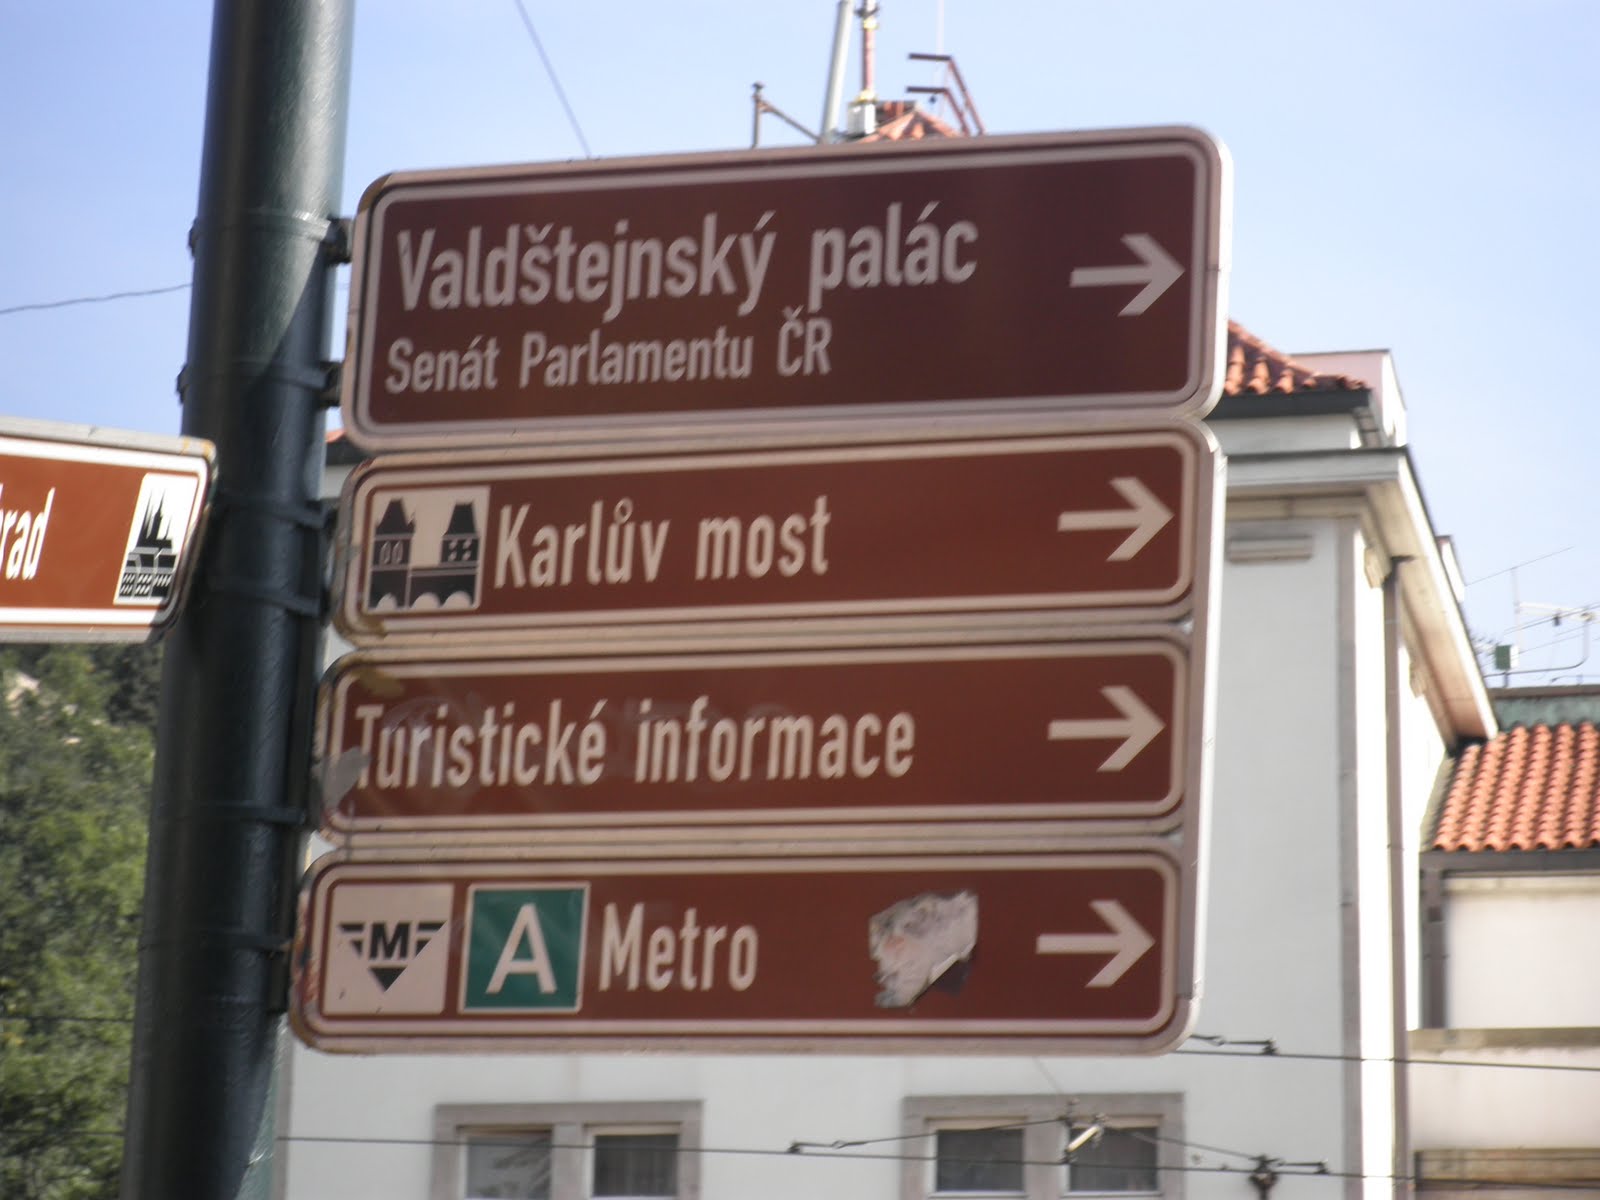 Valdštejnský palác
Senát Parlamentu ČR
Karlův most
Turistické informace
M A Metro